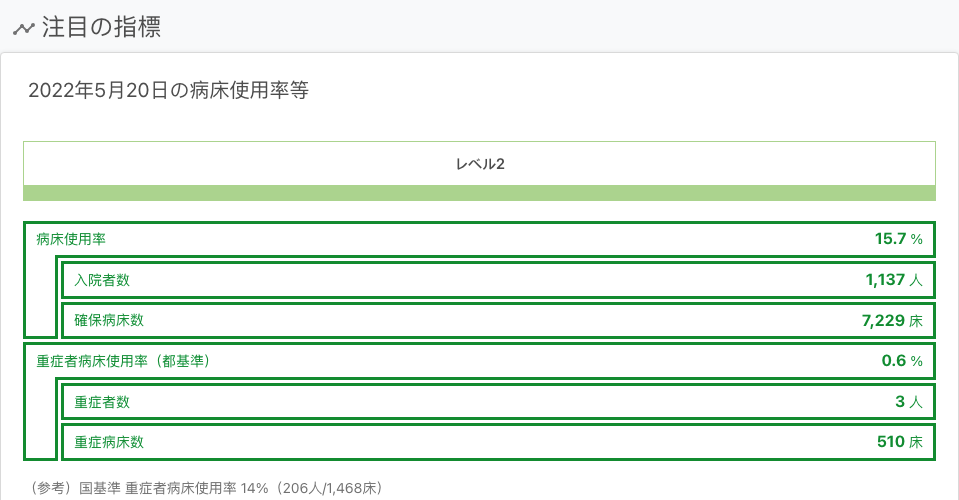 注目の指標
2022年5月20日の病床使用率等
レベル2
病床使用率 15.7 %
入院者数 1,137 人
確保病床数 7,229 床
重症者病床使用率（都基準） 0.6 %
重症者数 3 人
重症病床数 510 床
（参考）国基準 重症者病床使用率 14%（206人/1,468床）